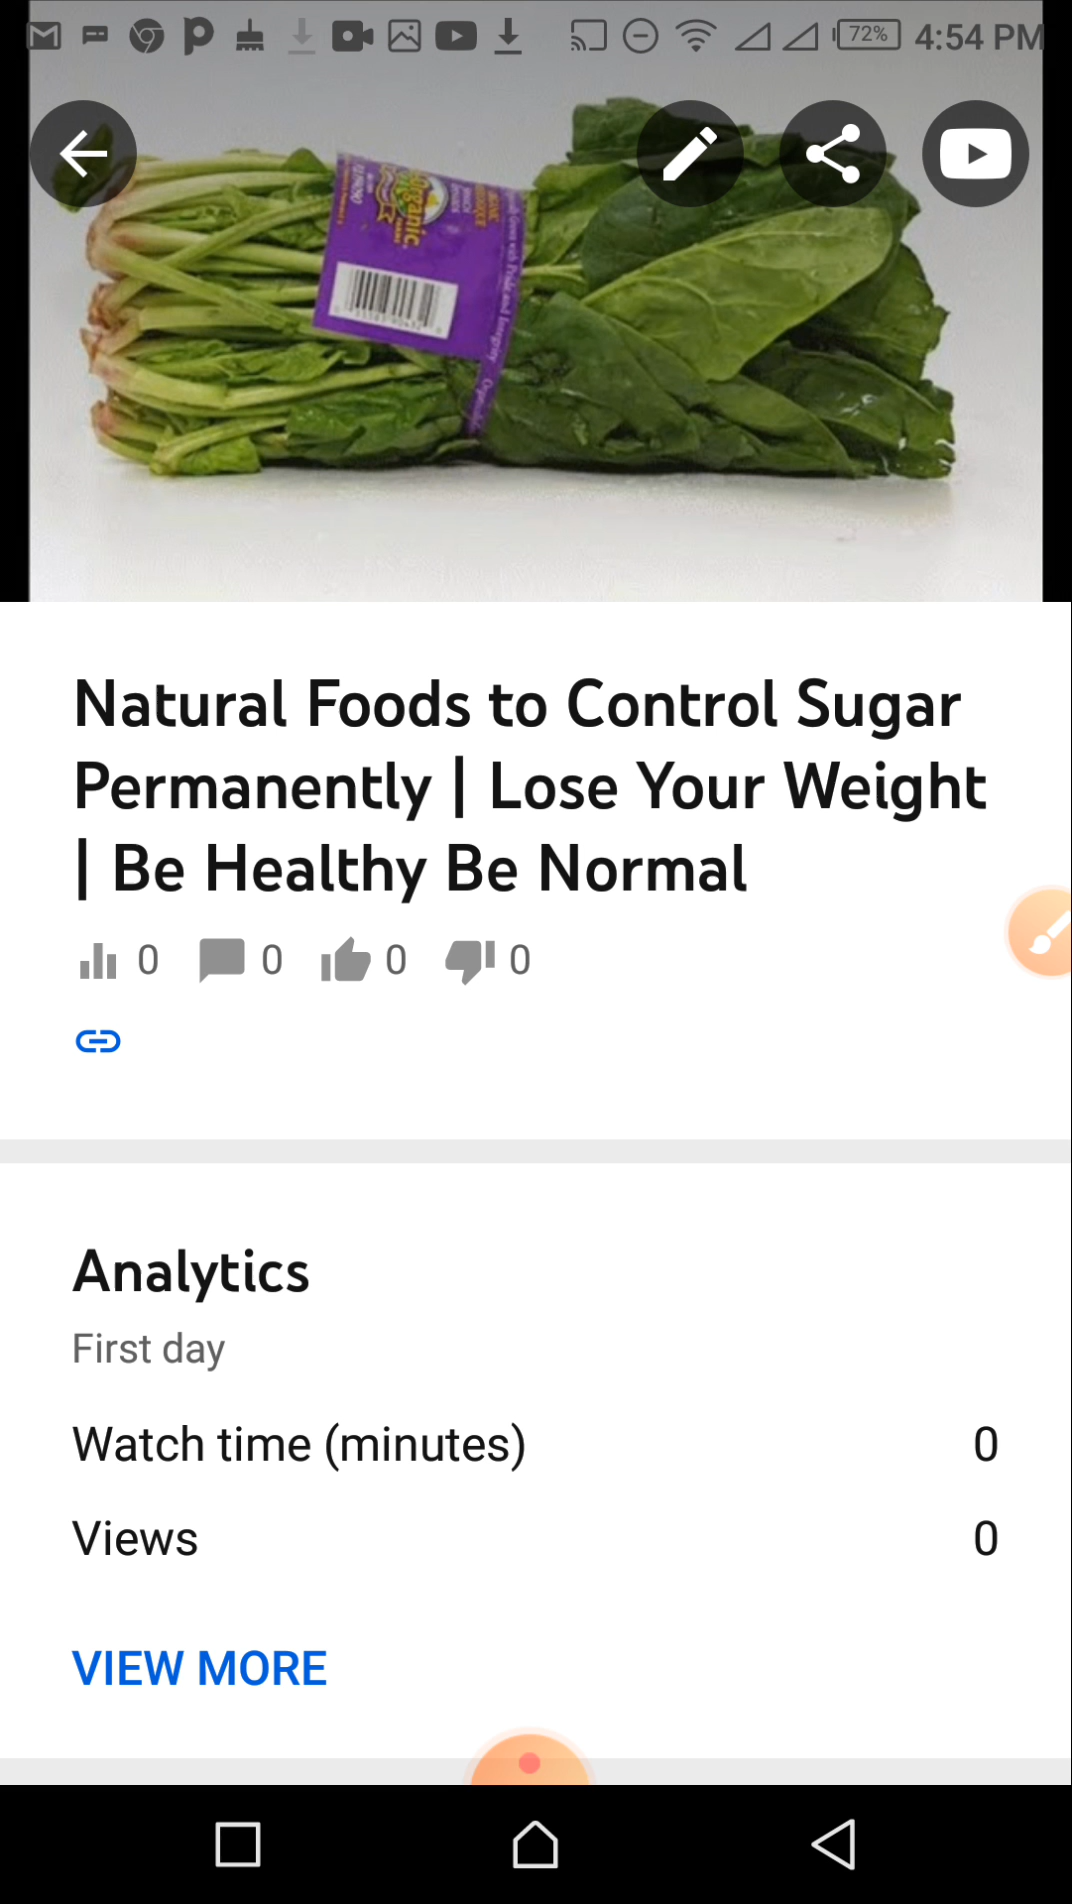 72% 4:54 PM
Organic
Natural Foods to Control Sugar
Permanently | Lose Your Weight
| Be Healthy Be Normal
0 0 0 0
Analytics
First day
Watch time (minutes) 0
Views 0
VIEW MORE